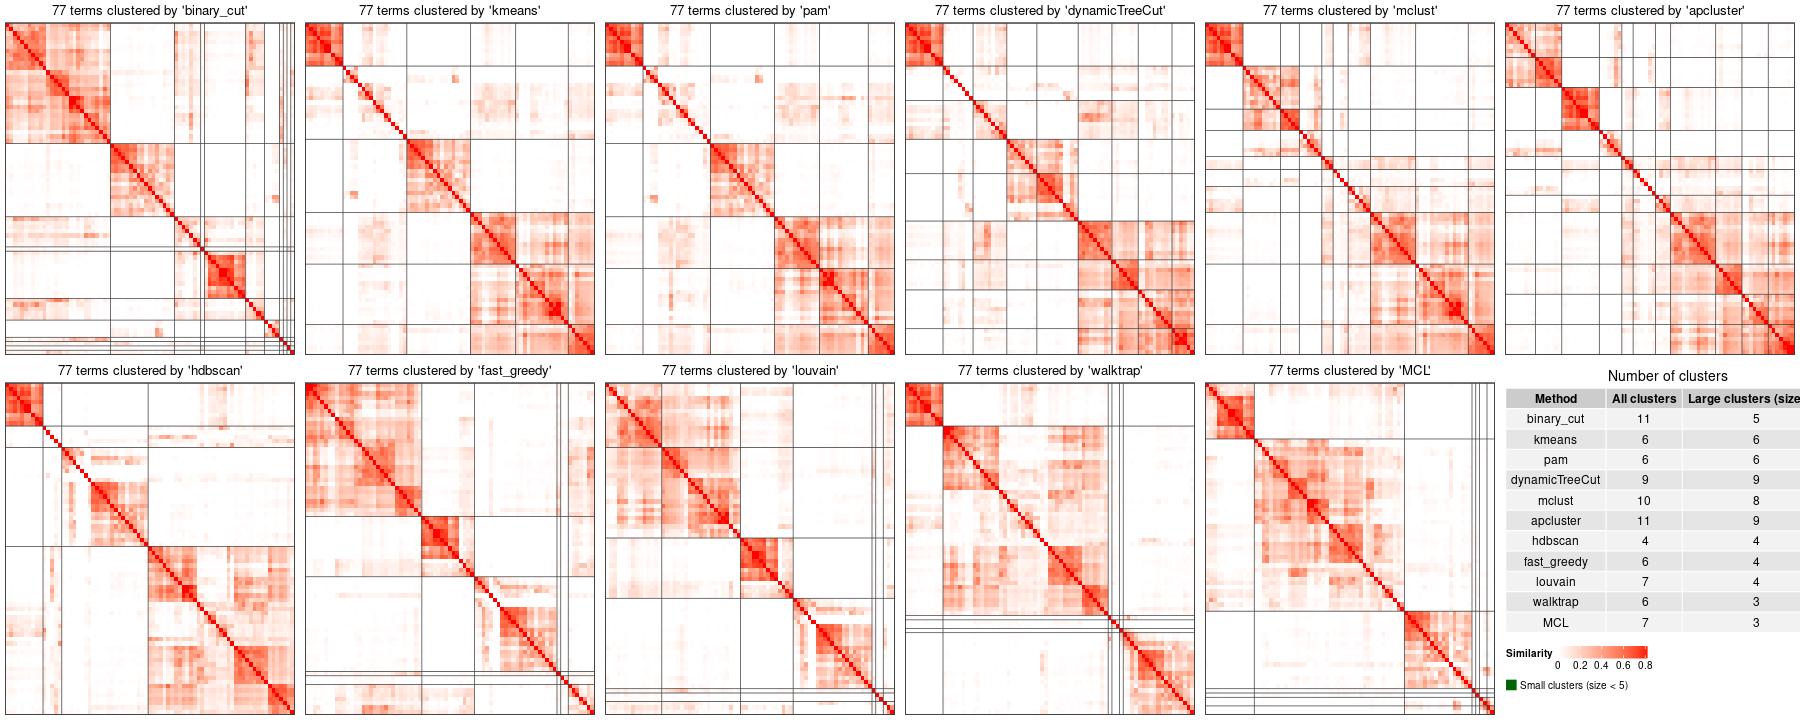 77 terms clustered by 'binary_cut'
77 terms clustered by 'kmeans'
77 terms clustered by 'pam'
77 terms clustered by 'dynamicTreeCut'
77 terms clustered by 'mclust'
77 terms clustered by 'apcluster'
77 terms clustered by 'hdbscan'
77 terms clustered by 'fast_greedy'
77 terms clustered by 'louvain'
77 terms clustered by 'walktrap'
77 terms clustered by 'MCL'
Number of clusters
Method All clusters Large clusters (size
binary_cut 11 5
kmeans 6 6
pam 6 6
dynamicTreeCut 9 9
mclust 10 8
apcluster 11 9
hdbscan 4 4
fast_greedy 6 4
louvain 7 4
walktrap 6 3
MCL 7 3
Similarity
0 0.2 0.4 0.6 0.8
Small clusters (size < 5)